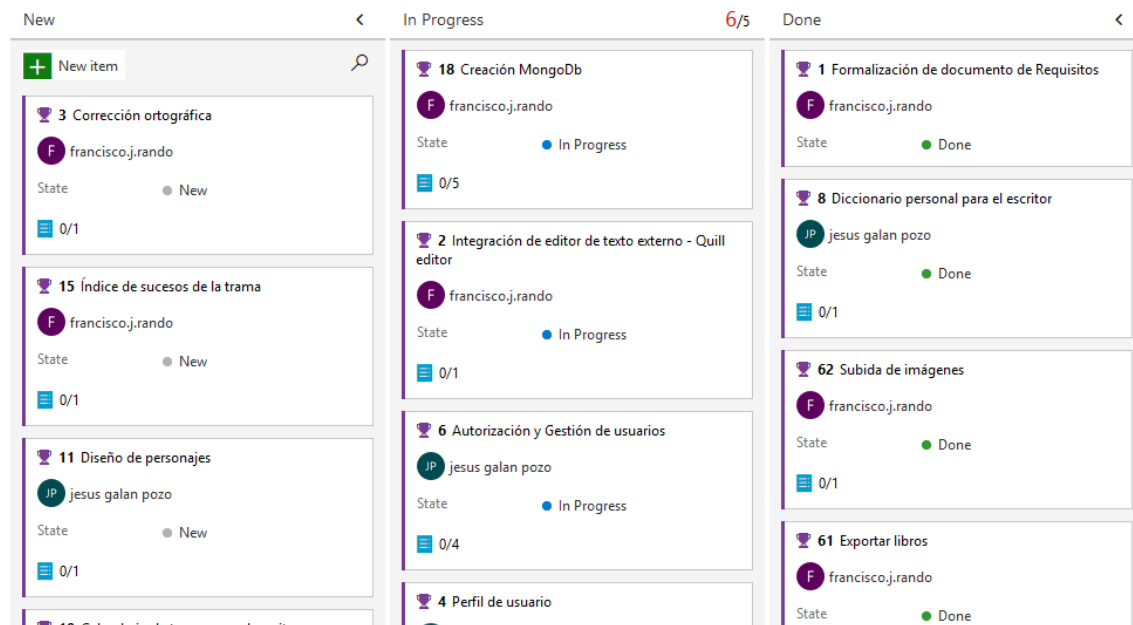 New
New item
3 Corrección ortográfica
F francisco.j.rando
State New
0/1
15 Índice de sucesos de la trama
F francisco.j.rando
State New
0/1
11 Diseño de personajes
JP jesus galan pozo
State New
0/1
In Progress 6/5
18 Creación MongoDb
F francisco.j.rando
State In Progress
0/5
2 Integración de editor de texto externo - Quill
editor
F francisco.j.rando
State In Progress
0/1
6 Autorización y Gestión de usuarios
JP jesus galan pozo
State In Progress
0/4
4 Perfil de usuario
Done
1 Formalización de documento de Requisitos
F francisco.j.rando
State Done
8 Diccionario personal para el escritor
JP jesus galan pozo
State Done
0/1
62 Subida de imágenes
F francisco.j.rando
State Done
0/1
61 Exportar libros
F francisco.j.rando
State Done